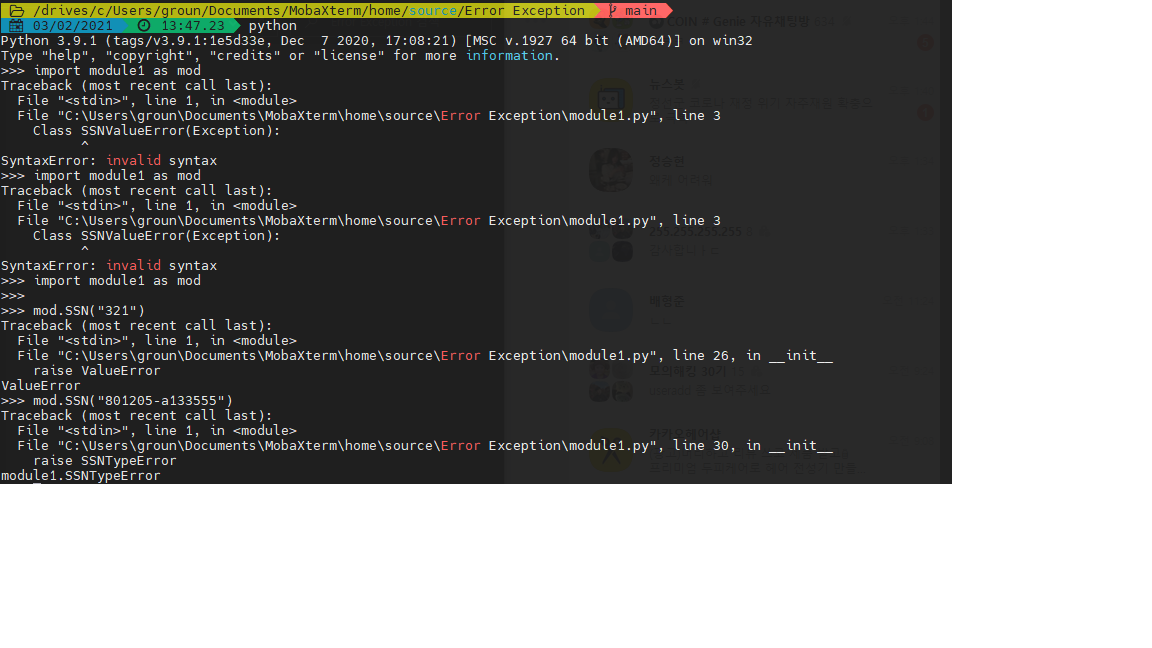 /drives/c/Users/groun/Documents/MobaXterm/home/source/Error Exception main
03/02/2021 13:47.23 python
Python 3.9.1 (tags/v3.9.1:1e5d33e, Dec  7 2020, 17:08:21) [MSC v.1927 64 bit (AMD64)] on win32
Type "help", "copyright", "credits" or "license" for more information.
>>> import module1 as mod
Traceback (most recent call last):
  File "<stdin>", line 1, in <module>
  File "C:\Users\groun\Documents\MobaXterm\home\source\Error Exception\module1.py", line 3
    Class SSNValueError(Exception):
          ^
SyntaxError: invalid syntax
>>> import module1 as mod
Traceback (most recent call last):
  File "<stdin>", line 1, in <module>
  File "C:\Users\groun\Documents\MobaXterm\home\source\Error Exception\module1.py", line 3
    Class SSNValueError(Exception):
          ^
SyntaxError: invalid syntax
>>> import module1 as mod
>>>
>>> mod.SSN("321")
Traceback (most recent call last):
  File "<stdin>", line 1, in <module>
  File "C:\Users\groun\Documents\MobaXterm\home\source\Error Exception\module1.py", line 26, in __init__
    raise ValueError
ValueError
>>> mod.SSN("801205-a133555")
Traceback (most recent call last):
  File "<stdin>", line 1, in <module>
  File "C:\Users\groun\Documents\MobaXterm\home\source\Error Exception\module1.py", line 30, in __init__
    raise SSNTypeError
module1.SSNTypeError